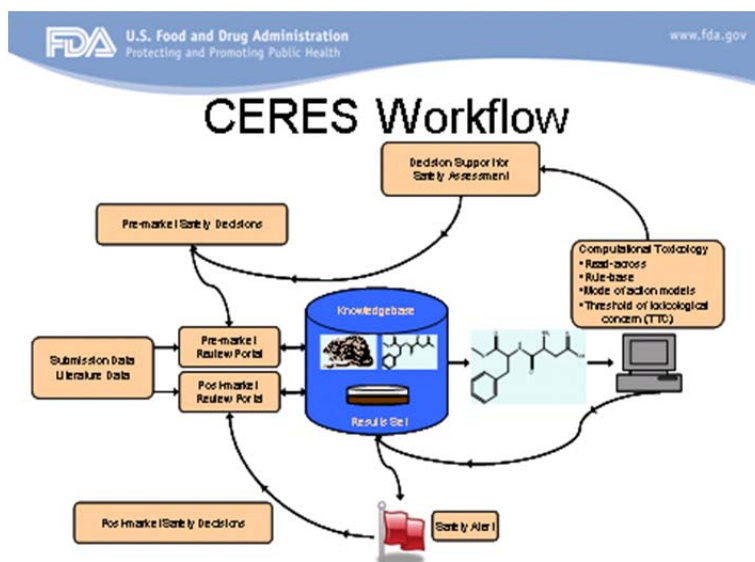 FDA
U.S. Food and Drug Administration
Protecting and Promoting Public Health
www.fda.gov
CERES Workflow
Decision Support for
Safety Assessment
Pre-market Safety Decisions
Computational Toxicology
•Read-across
•Rule-base
•Mode of action models
•Threshold of toxicological
concern (TTC)
Knowledgebase
Pre-market
Review Portal
Submission Data
Literature Data
Post-market
Review Portal
Results Set
Post-market Safety Decisions
Safety Alert